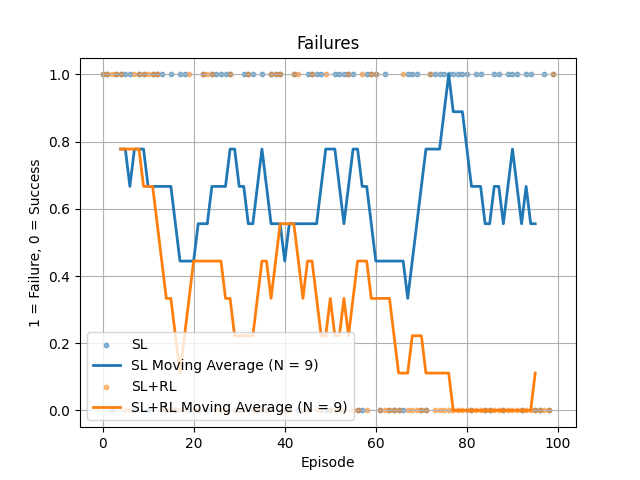 Failures
1.0
0.8
0.6
0.4
0.2
0.0
1 = Failure, 0 = Success
SL
SL Moving Average (N = 9)
SL+RL
SL+RL Moving Average (N = 9)
0
20
40
60
80
100
Episode